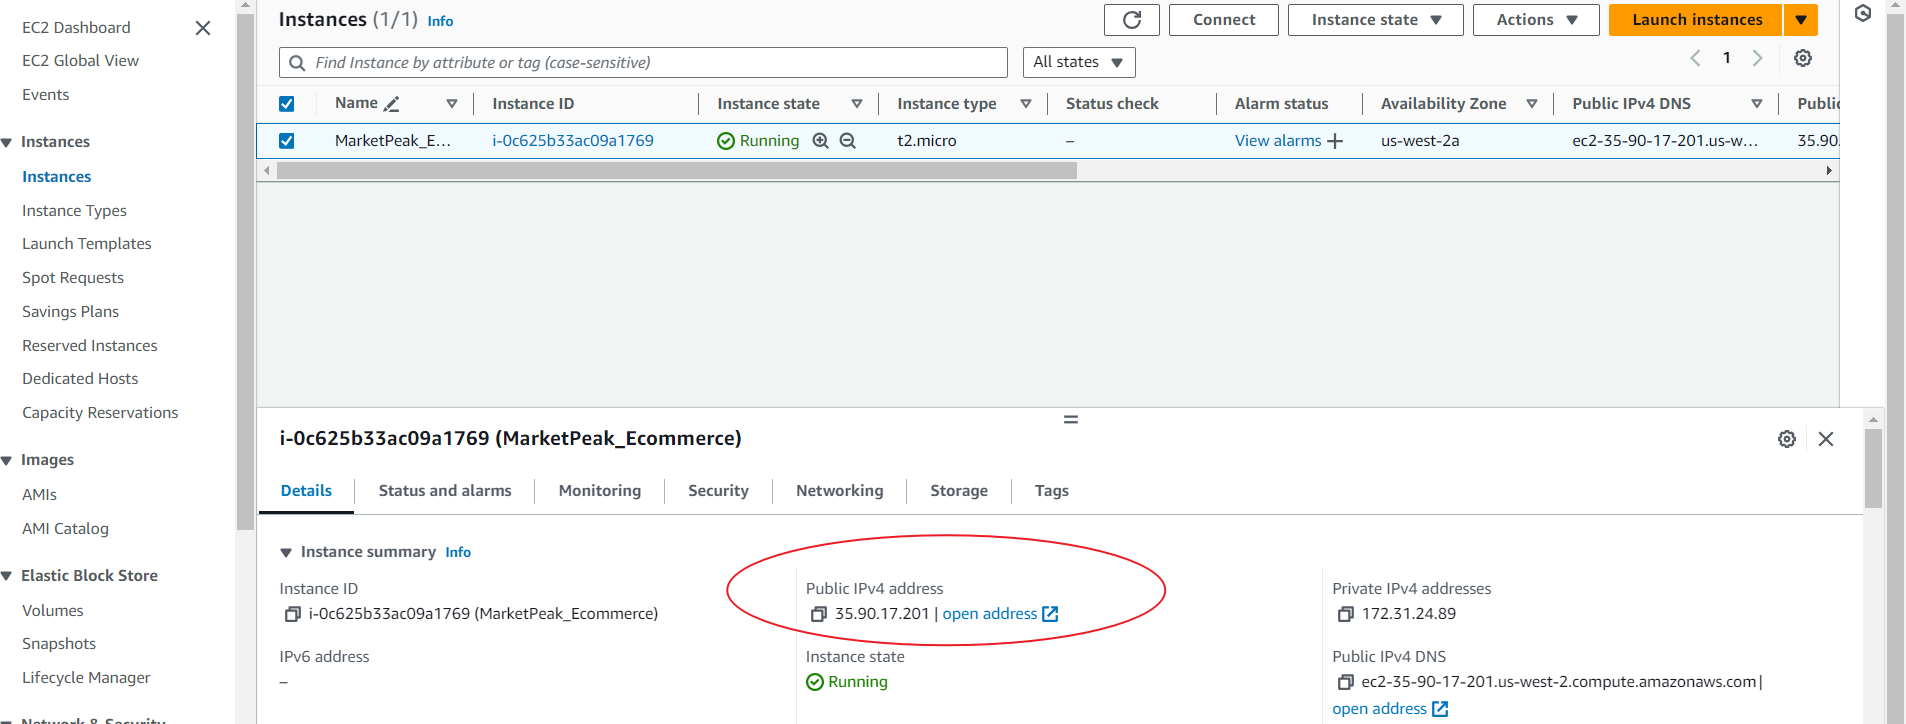 EC2 Dashboard
EC2 Global View
Events
Instances
Instances
Instance Types
Launch Templates
Spot Requests
Savings Plans
Reserved Instances
Dedicated Hosts
Capacity Reservations
Images
AMIs
AMI Catalog
Elastic Block Store
Volumes
Snapshots
Lifecycle Manager
Network & Security
Instances (1/1) Info
Connect
Instance state
Actions
Launch instances
Find Instance by attribute or tag (case-sensitive)
All states
1
Name Instance ID Instance state Instance type Status check Alarm status Availability Zone Public IPv4 DNS Public
MarketPeak_E... i-0c625b33ac09a1769 Running t2.micro – View alarms + us-west-2a ec2-35-90-17-201.us-w... 35.90.
i-0c625b33ac09a1769 (MarketPeak_Ecommerce)
Details Status and alarms Monitoring Security Networking Storage Tags
Instance summary Info
Instance ID
i-0c625b33ac09a1769 (MarketPeak_Ecommerce)
Public IPv4 address
35.90.17.201 | open address
Private IPv4 addresses
172.31.24.89
IPv6 address
–
Instance state
Running
Public IPv4 DNS
ec2-35-90-17-201.us-west-2.compute.amazonaws.com |
open address